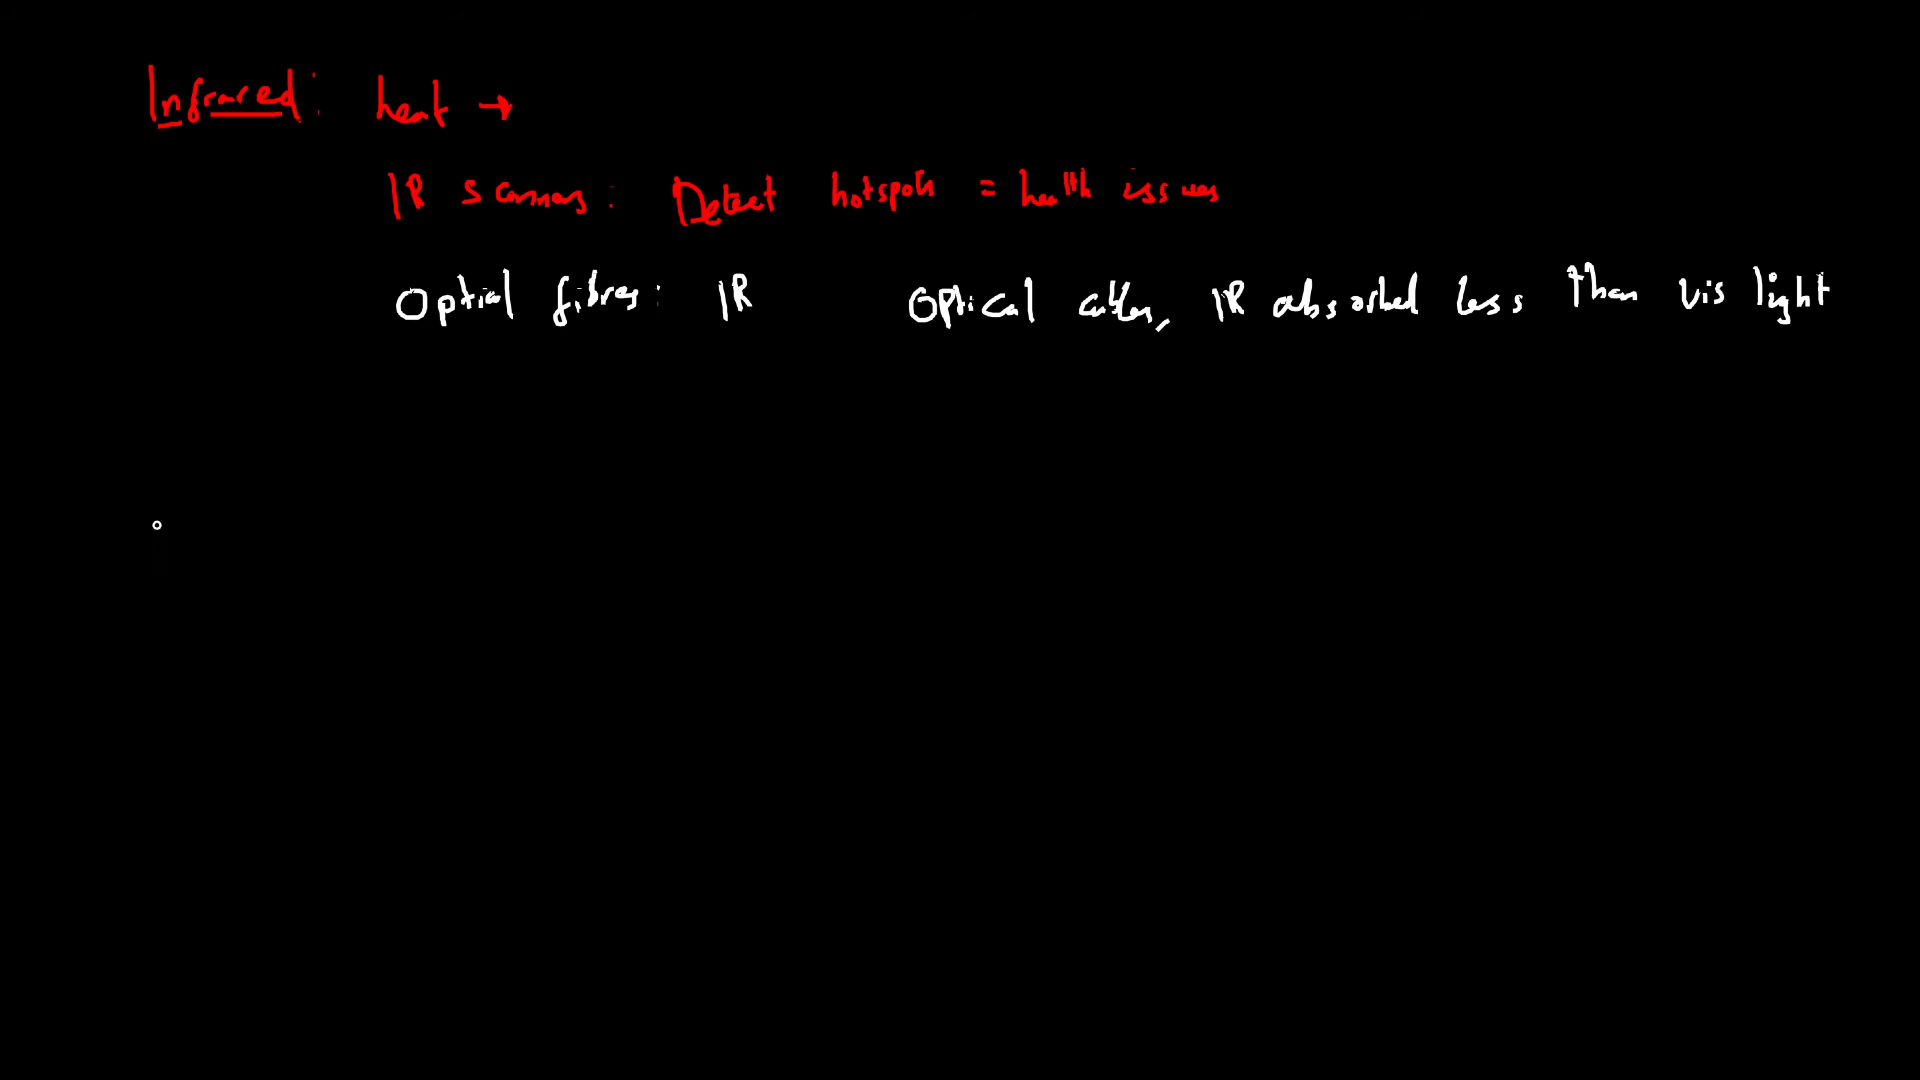 Infrared: heat →
IR scanners: Detect hotspots = health issues
Optical fibres: IR Optical cables, IR absorbed less than vis light